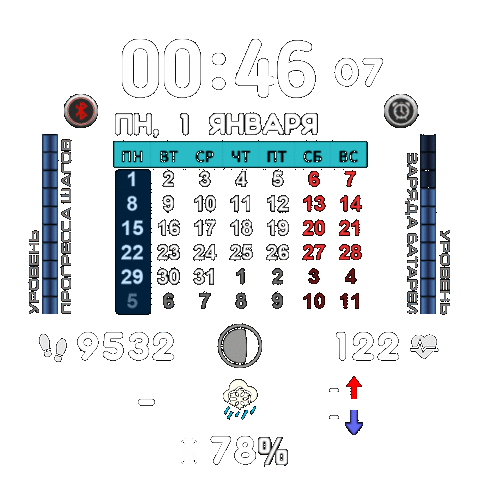 00:46 07
ПН, 1 ЯНВАРЯ
ПН ВТ СР ЧТ ПТ СБ ВС
1 2 3 4 5 6 7
8 9 10 11 12 13 14
15 16 17 18 19 20 21
22 23 24 25 26 27 28
29 30 31 1 2 3 4
5 6 7 8 9 10 11
УРОВЕНЬ
ПРОГРЕССА ШАГОВ
ЗАРЯДА БАТАРЕИ
УРОВЕНЬ
9532 122
-
-
-
78%